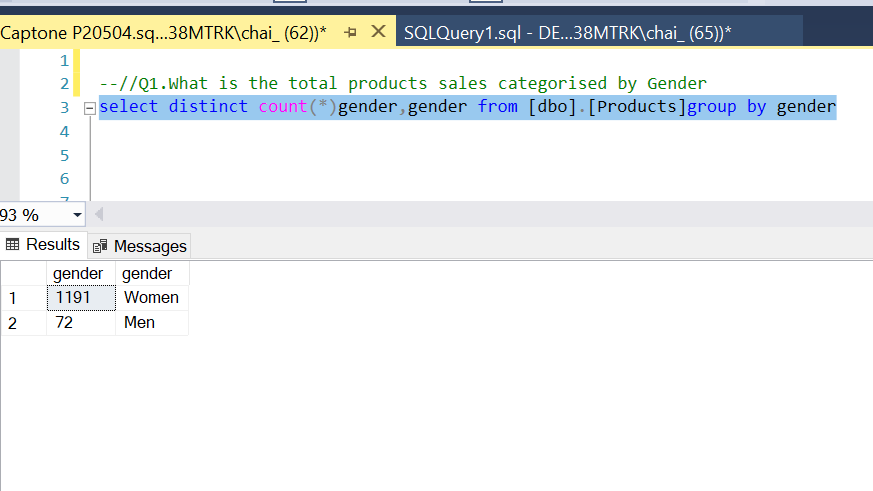 Captone P20504.sq...38MTRK\chai_ (62))* SQLQuery1.sql - DE...38MTRK\chai_ (65))*
1
2 --//Q1.What is the total products sales categorised by Gender
3 select distinct count(*)gender,gender from [dbo].[Products]group by gender
4
5
6
93 %
Results Messages
gender gender
1 1191 Women
2 72 Men